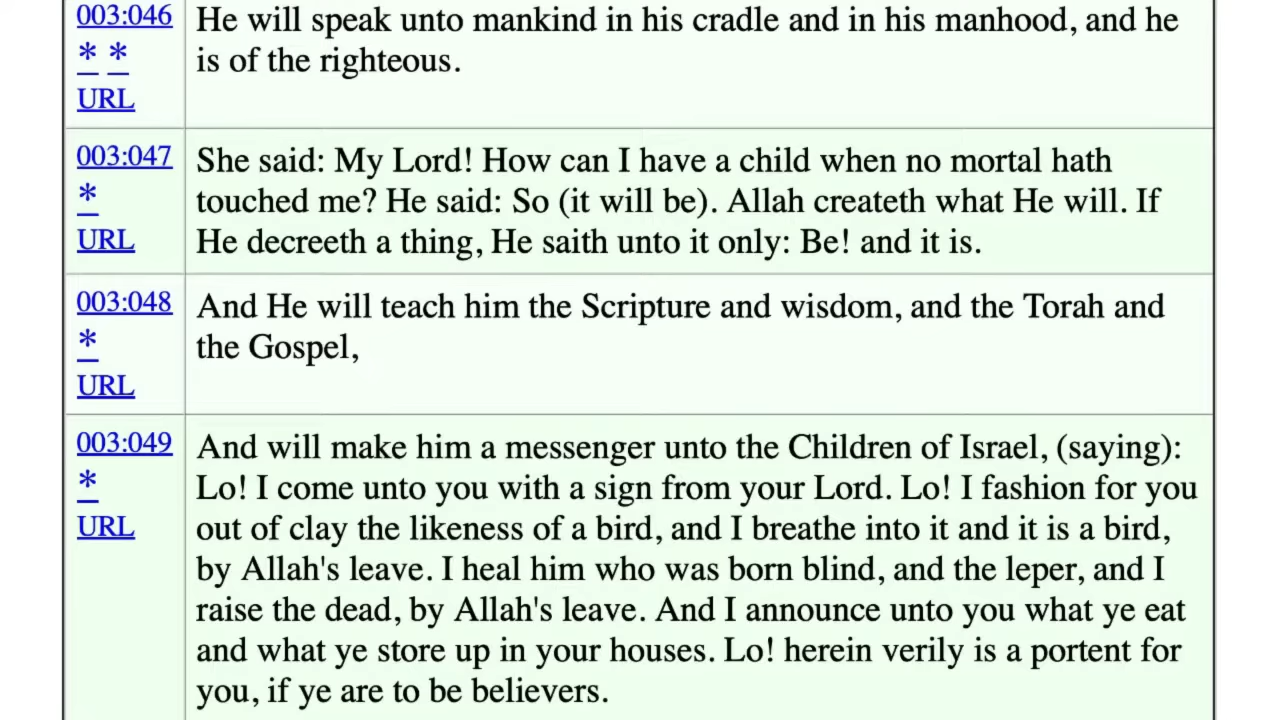 003:046
* *
URL
He will speak unto mankind in his cradle and in his manhood, and he
is of the righteous.
003:047
*
URL
She said: My Lord! How can I have a child when no mortal hath
touched me? He said: So (it will be). Allah createth what He will. If
He decreeth a thing, He saith unto it only: Be! and it is.
003:048
*
URL
And He will teach him the Scripture and wisdom, and the Torah and
the Gospel,
003:049
*
URL
And will make him a messenger unto the Children of Israel, (saying):
Lo! I come unto you with a sign from your Lord. Lo! I fashion for you
out of clay the likeness of a bird, and I breathe into it and it is a bird,
by Allah's leave. I heal him who was born blind, and the leper, and I
raise the dead, by Allah's leave. And I announce unto you what ye eat
and what ye store up in your houses. Lo! herein verily is a portent for
you, if ye are to be believers.